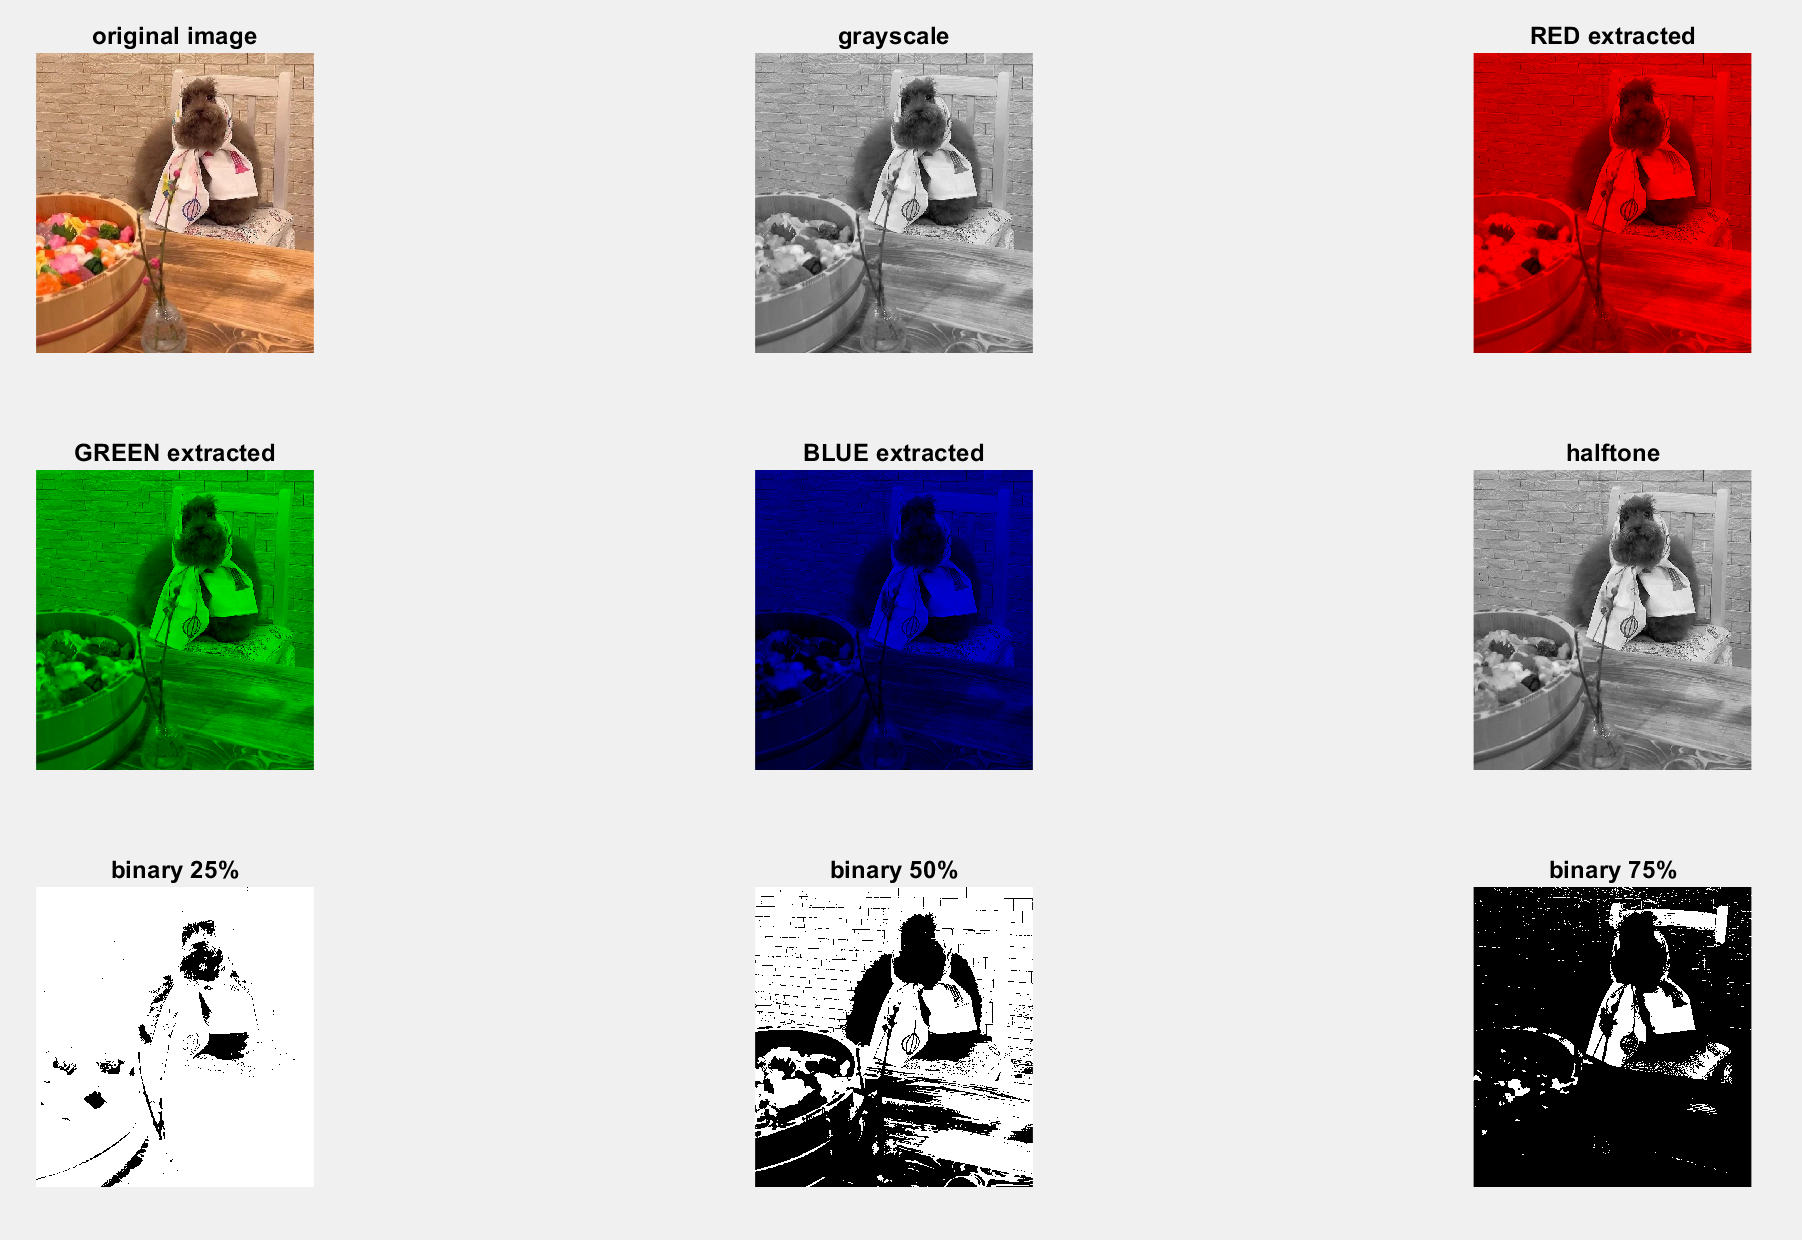 original image
grayscale
RED extracted
GREEN extracted
BLUE extracted
halftone
binary 25%
binary 50%
binary 75%